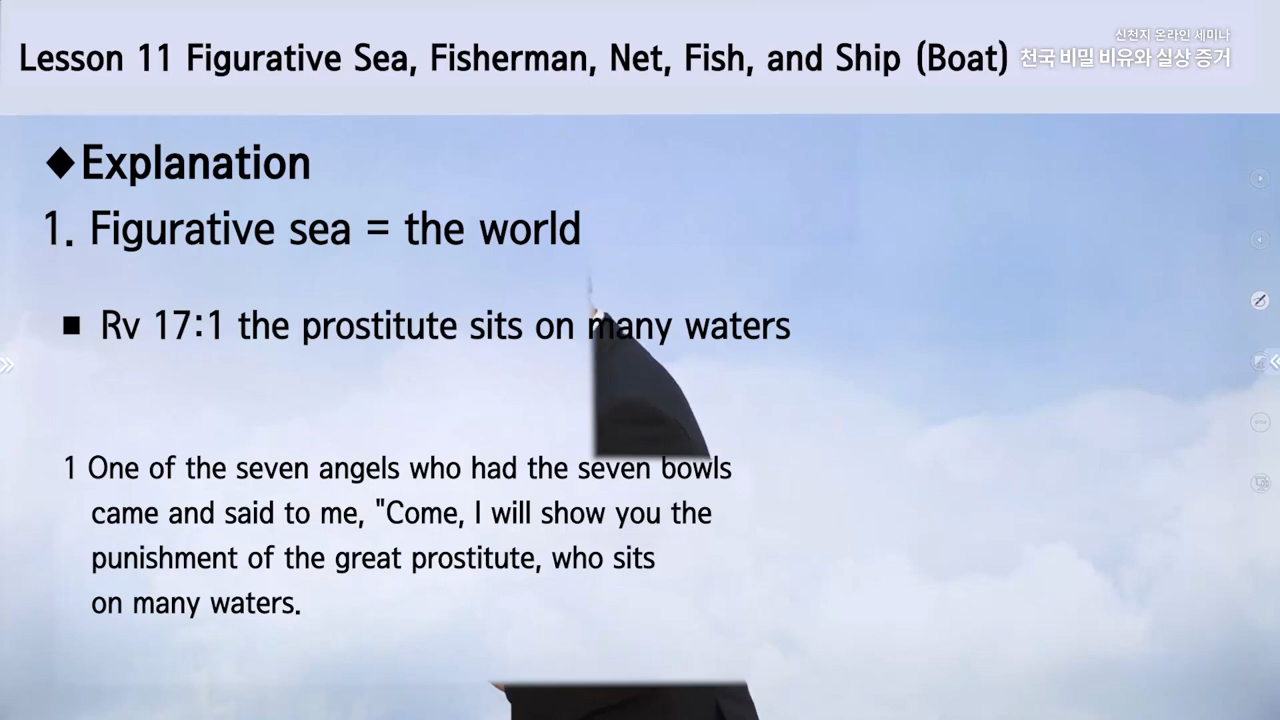 Lesson 11 Figurative Sea, Fisherman, Net, Fish, and Ship (Boat)
신천지 온라인 세미나
천국 비밀 비유와 실상 증거
◆Explanation
1. Figurative sea = the world
■ Rv 17:1 the prostitute sits on many waters
1 One of the seven angels who had the seven bowls
came and said to me, "Come, I will show you the
punishment of the great prostitute, who sits
on many waters.